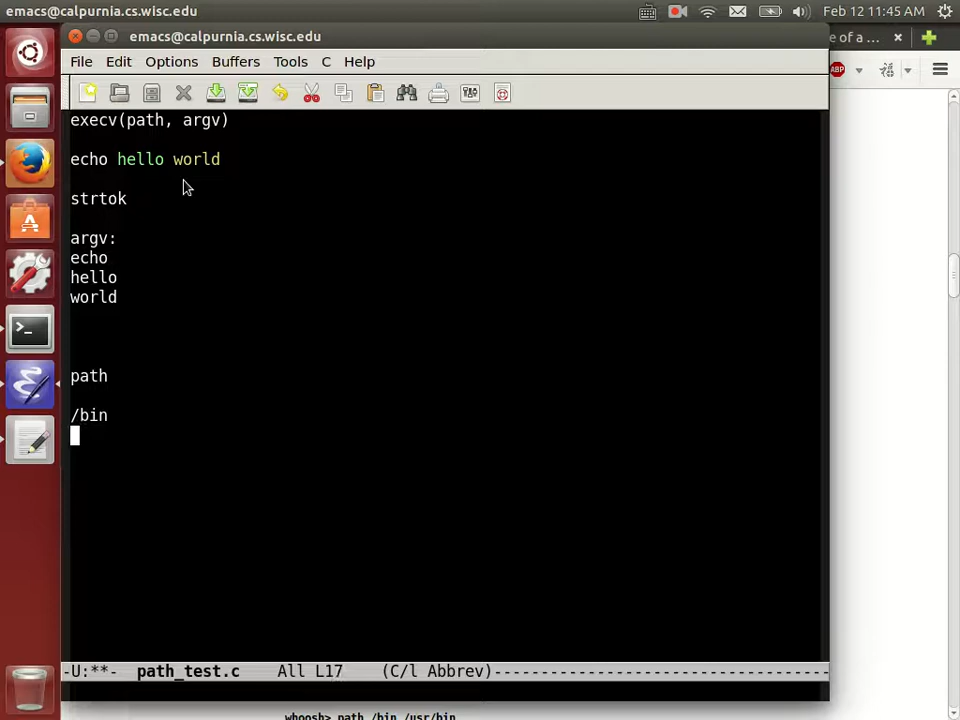 emacs@calpurnia.cs.wisc.edu
Feb 12 11:45 AM
emacs@calpurnia.cs.wisc.edu
e of a ...
File Edit Options Buffers Tools C Help
ABP
execv(path, argv)
echo hello world
strtok
argv:
echo
hello
world
path
/bin
-U:**- path_test.c All L17 (C/l Abbrev)--------------------------------------
whoosh> path /bin /usr/bin